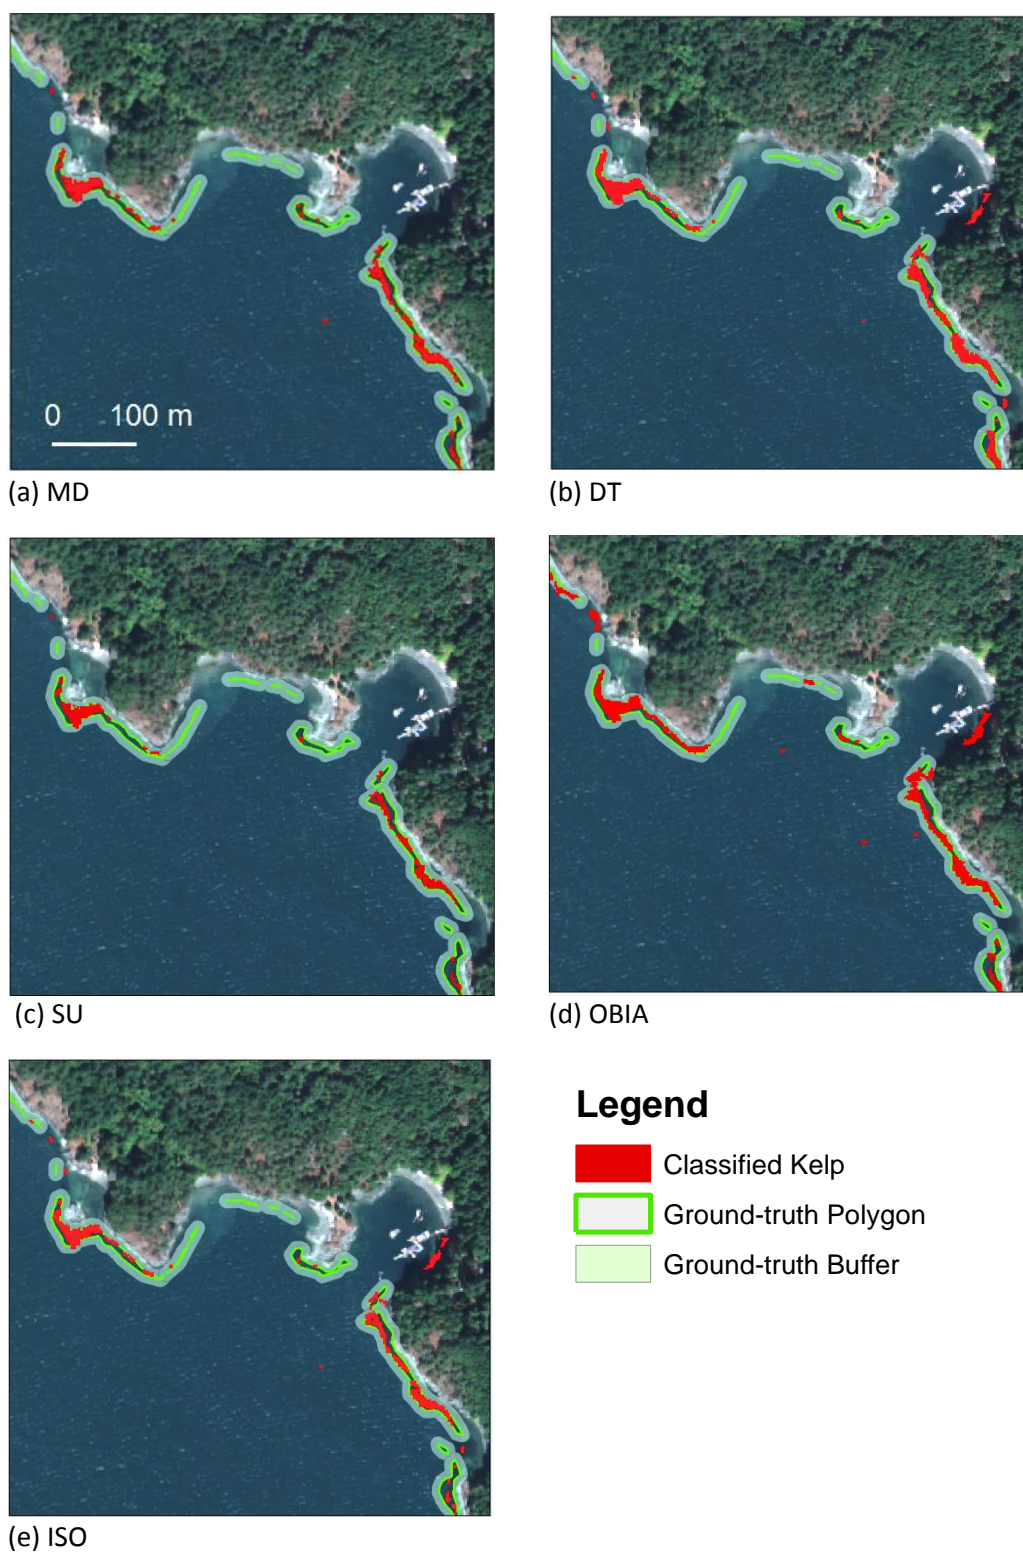 0 100 m
(a) MD
(b) DT
(c) SU
(d) OBIA
(e) ISO
Legend
Classified Kelp
Ground-truth Polygon
Ground-truth Buffer